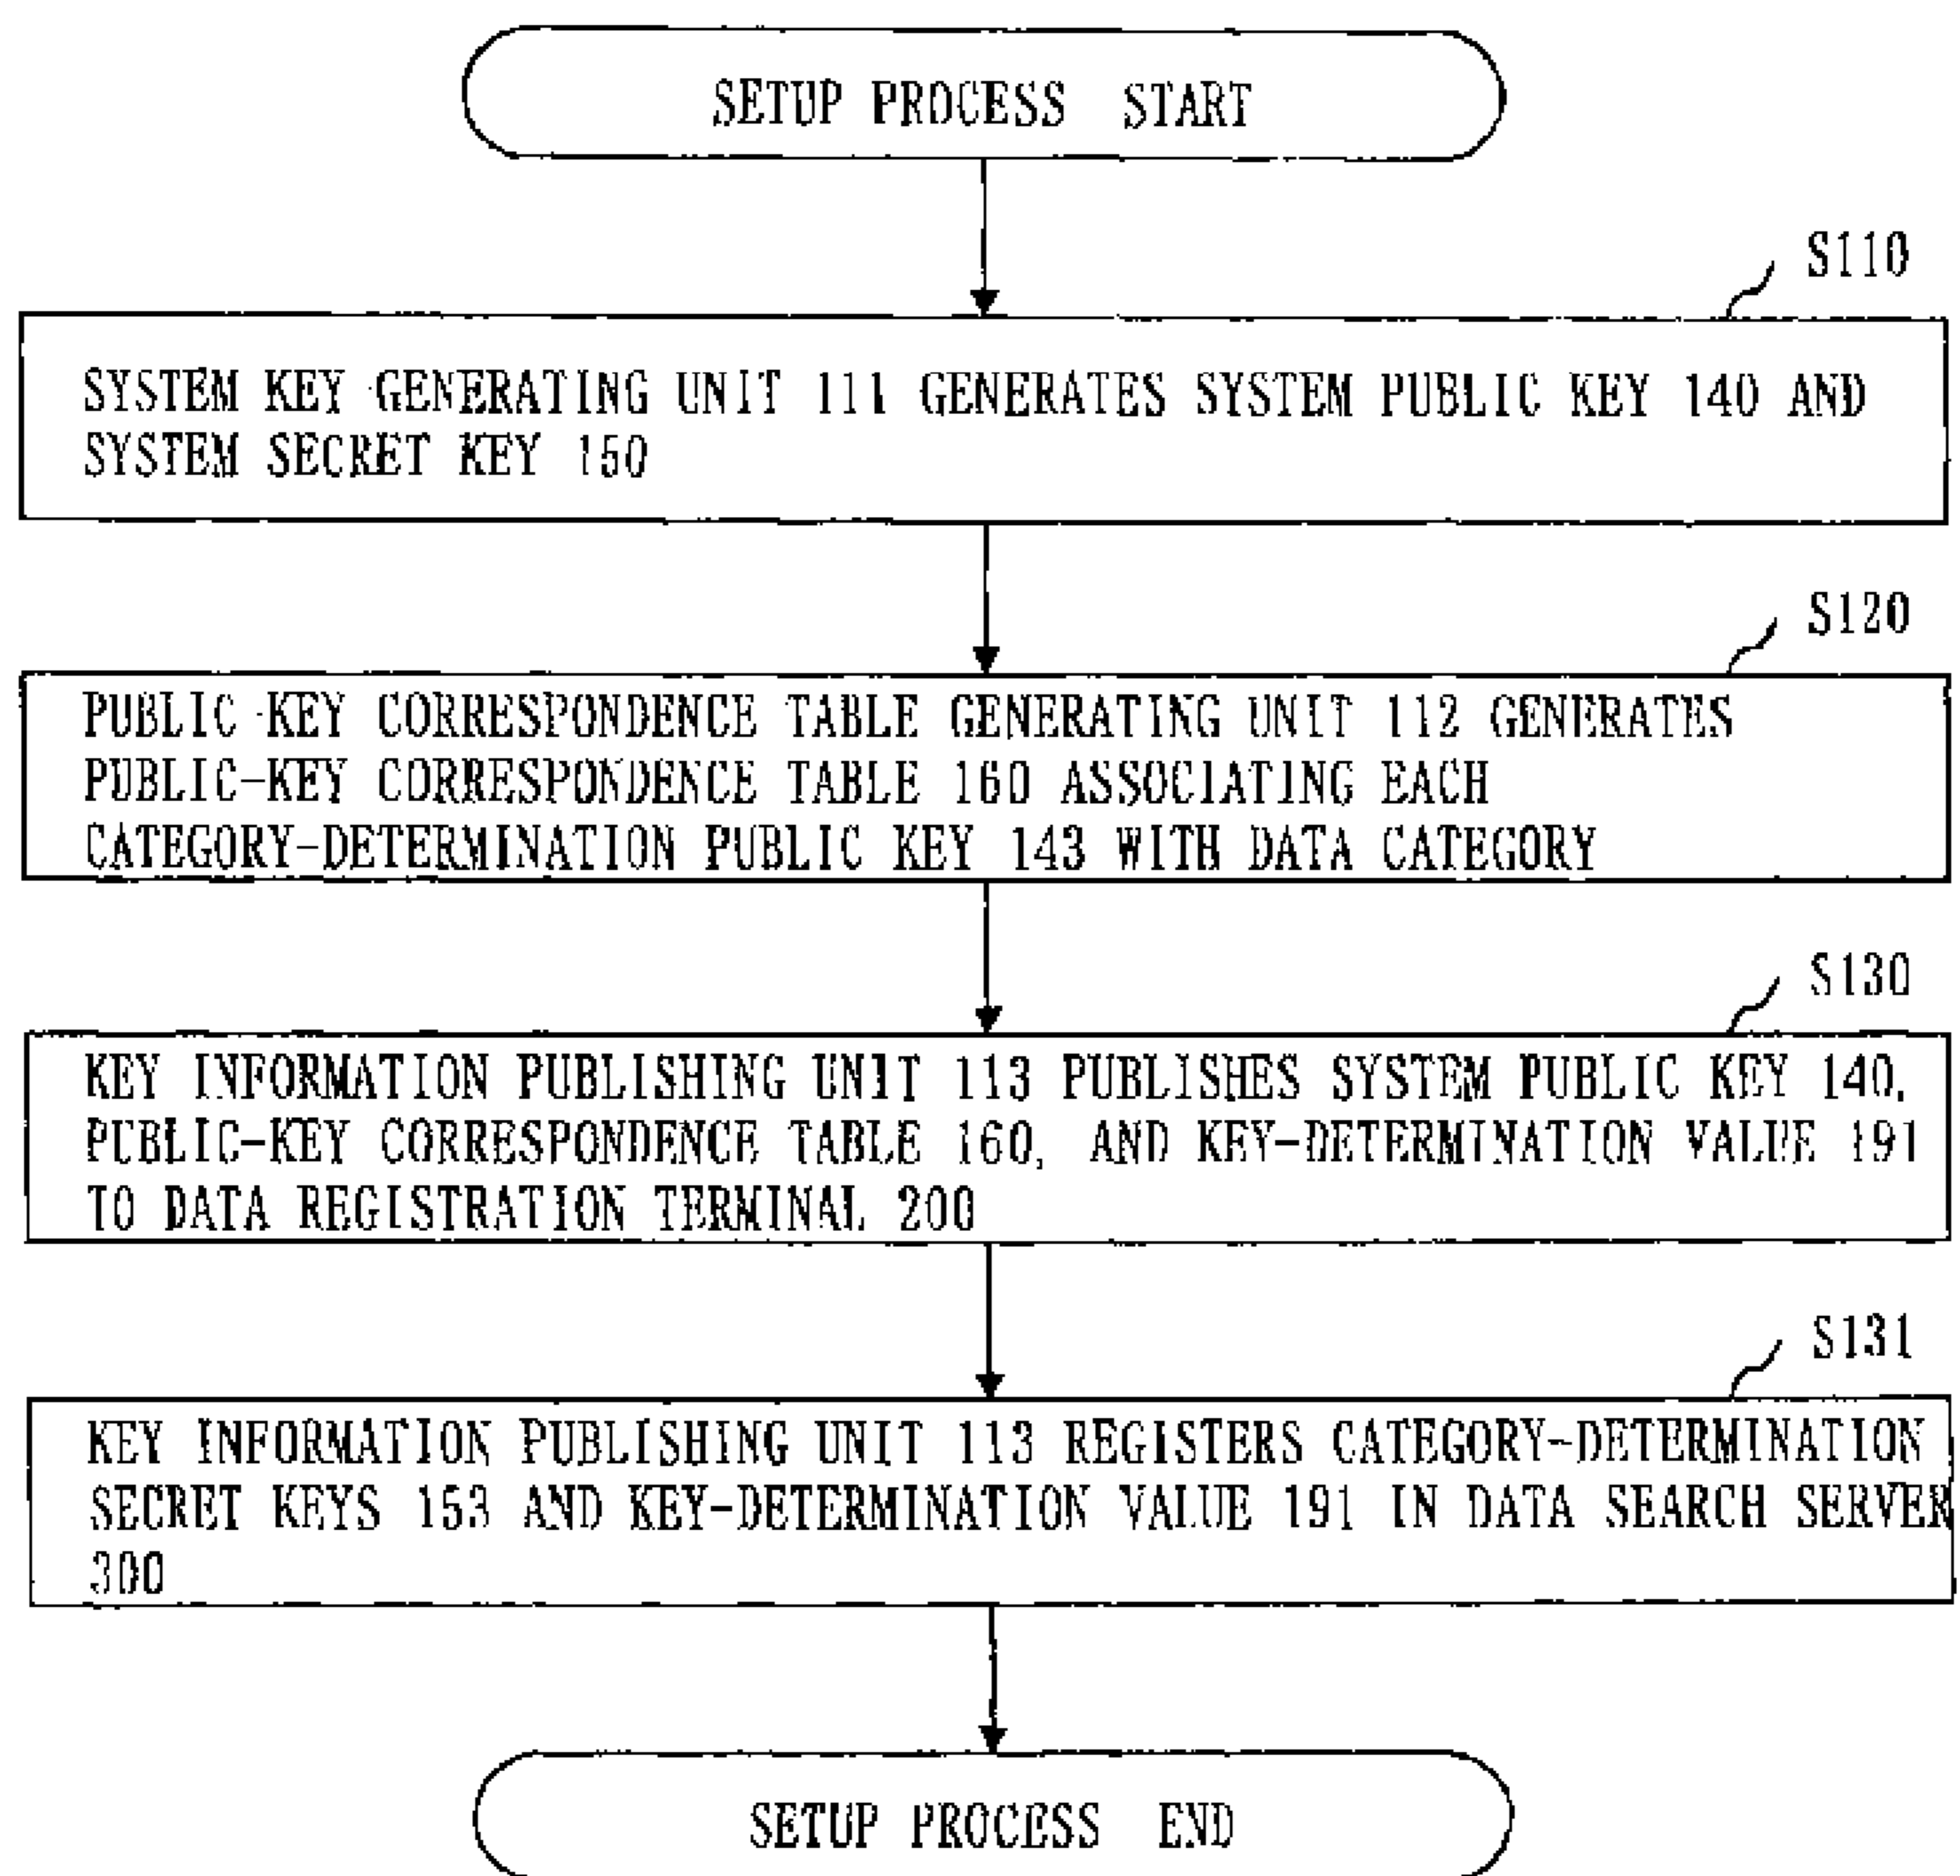 SETUP PROCESS START
S110
SYSTEM KEY GENERATING UNIT 111 GENERATES SYSTEM PUBLIC KEY 140 AND
SYSTEM SECRET KEY 150
S120
PUBLIC-KEY CORRESPONDENCE TABLE GENERATING UNIT 112 GENERATES
PUBLIC-KEY CORRESPONDENCE TABLE 160 ASSOCIATING EACH
CATEGORY-DETERMINATION PUBLIC KEY 143 WITH DATA CATEGORY
S130
KEY INFORMATION PUBLISHING UNIT 113 PUBLISHES SYSTEM PUBLIC KEY 140,
PUBLIC-KEY CORRESPONDENCE TABLE 160, AND KEY-DETERMINATION VALUE 191
TO DATA REGISTRATION TERMINAL 200
S131
KEY INFORMATION PUBLISHING UNIT 113 REGISTERS CATEGORY-DETERMINATION
SECRET KEYS 153 AND KEY-DETERMINATION VALUE 191 IN DATA SEARCH SERVER
300
SETUP PROCESS END